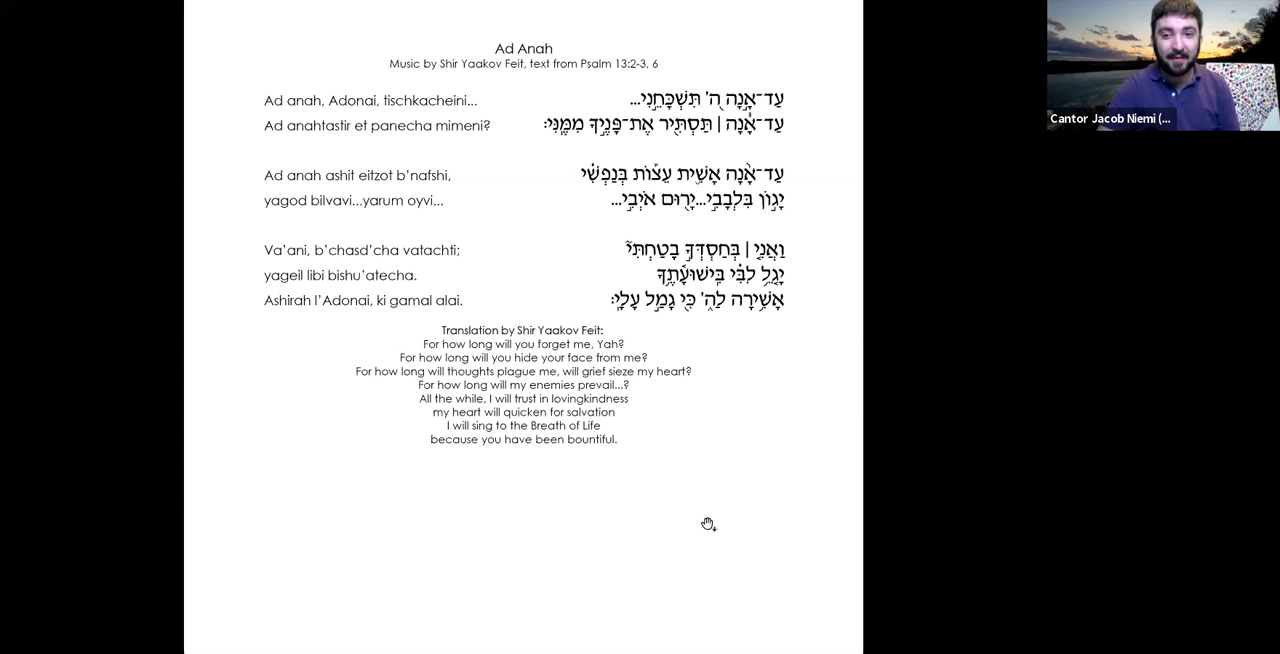 Ad Anah
Music by Shir Yaakov Feit, text from Psalm 13:2-3, 6
Ad anah, Adonai, tischkacheini...
עַד־אָ֣נָה ה֖' תִּשְׁכָּחֵ֣נִי...
Ad anahtastir et panecha mimeni?
עַד־אָ֓נָה | תַּסְתִּ֖יר אֶת־פָּנֶ֣יךָ מִמֶּֽנִּי׃
Ad anah ashit eitzot b'nafshi,
עַד־אָ֨נָה אָשִׁ֪ית עֵצ֡וֹת בְּנַפְשִׁ֗י
yagod bilvavi...yarum oyvi...
יָג֣וֹן בִּלְבָבִ֣י...יָר֖וּם אֹיְבִ֣י...
Va'ani, b'chasd'cha vatachti;
וַאֲנִ֤י | בְּחַסְדְּךָ֣ בָטַחְתִּי֮
yageil libi bishu'atecha.
יָ֤גֵ֥ל לִבִּ֗י בִּֽישׁוּעָ֫תֶ֥ךָ
Ashirah l'Adonai, ki gamal alai.
אָשִׁ֥ירָה לַה֑' כִּ֖י גָמַ֣ל עָלָֽי׃
Translation by Shir Yaakov Feit:
For how long will you forget me, Yah?
For how long will you hide your face from me?
For how long will thoughts plague me, will grief sieze my heart?
For how long will my enemies prevail...?
All the while, I will trust in lovingkindness
my heart will quicken for salvation
I will sing to the Breath of Life
because you have been bountiful.
Cantor Jacob Niemi (...